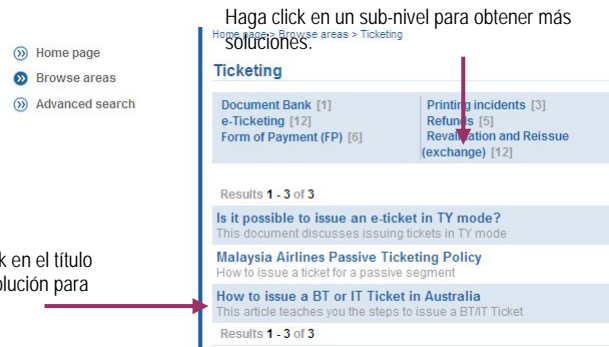 Haga click en un sub-nivel para obtener más
soluciones.
Home page > Browse areas > Ticketing
Home page
Browse areas
Advanced search
Ticketing
Document Bank [1]
e-Ticketing [12]
Form of Payment (FP) [6]
Printing incidents [3]
Refunds [5]
Revalidation and Reissue
(exchange) [12]
Results 1 - 3 of 3
Is it possible to issue an e-ticket in TY mode?
This document discusses issuing tickets in TY mode
Malaysia Airlines Passive Ticketing Policy
How to issue a ticket for a passive segment
k en el título
olución para
How to issue a BT or IT Ticket in Australia
This article teaches you the steps to issue a BT/IT Ticket
Results 1 - 3 of 3